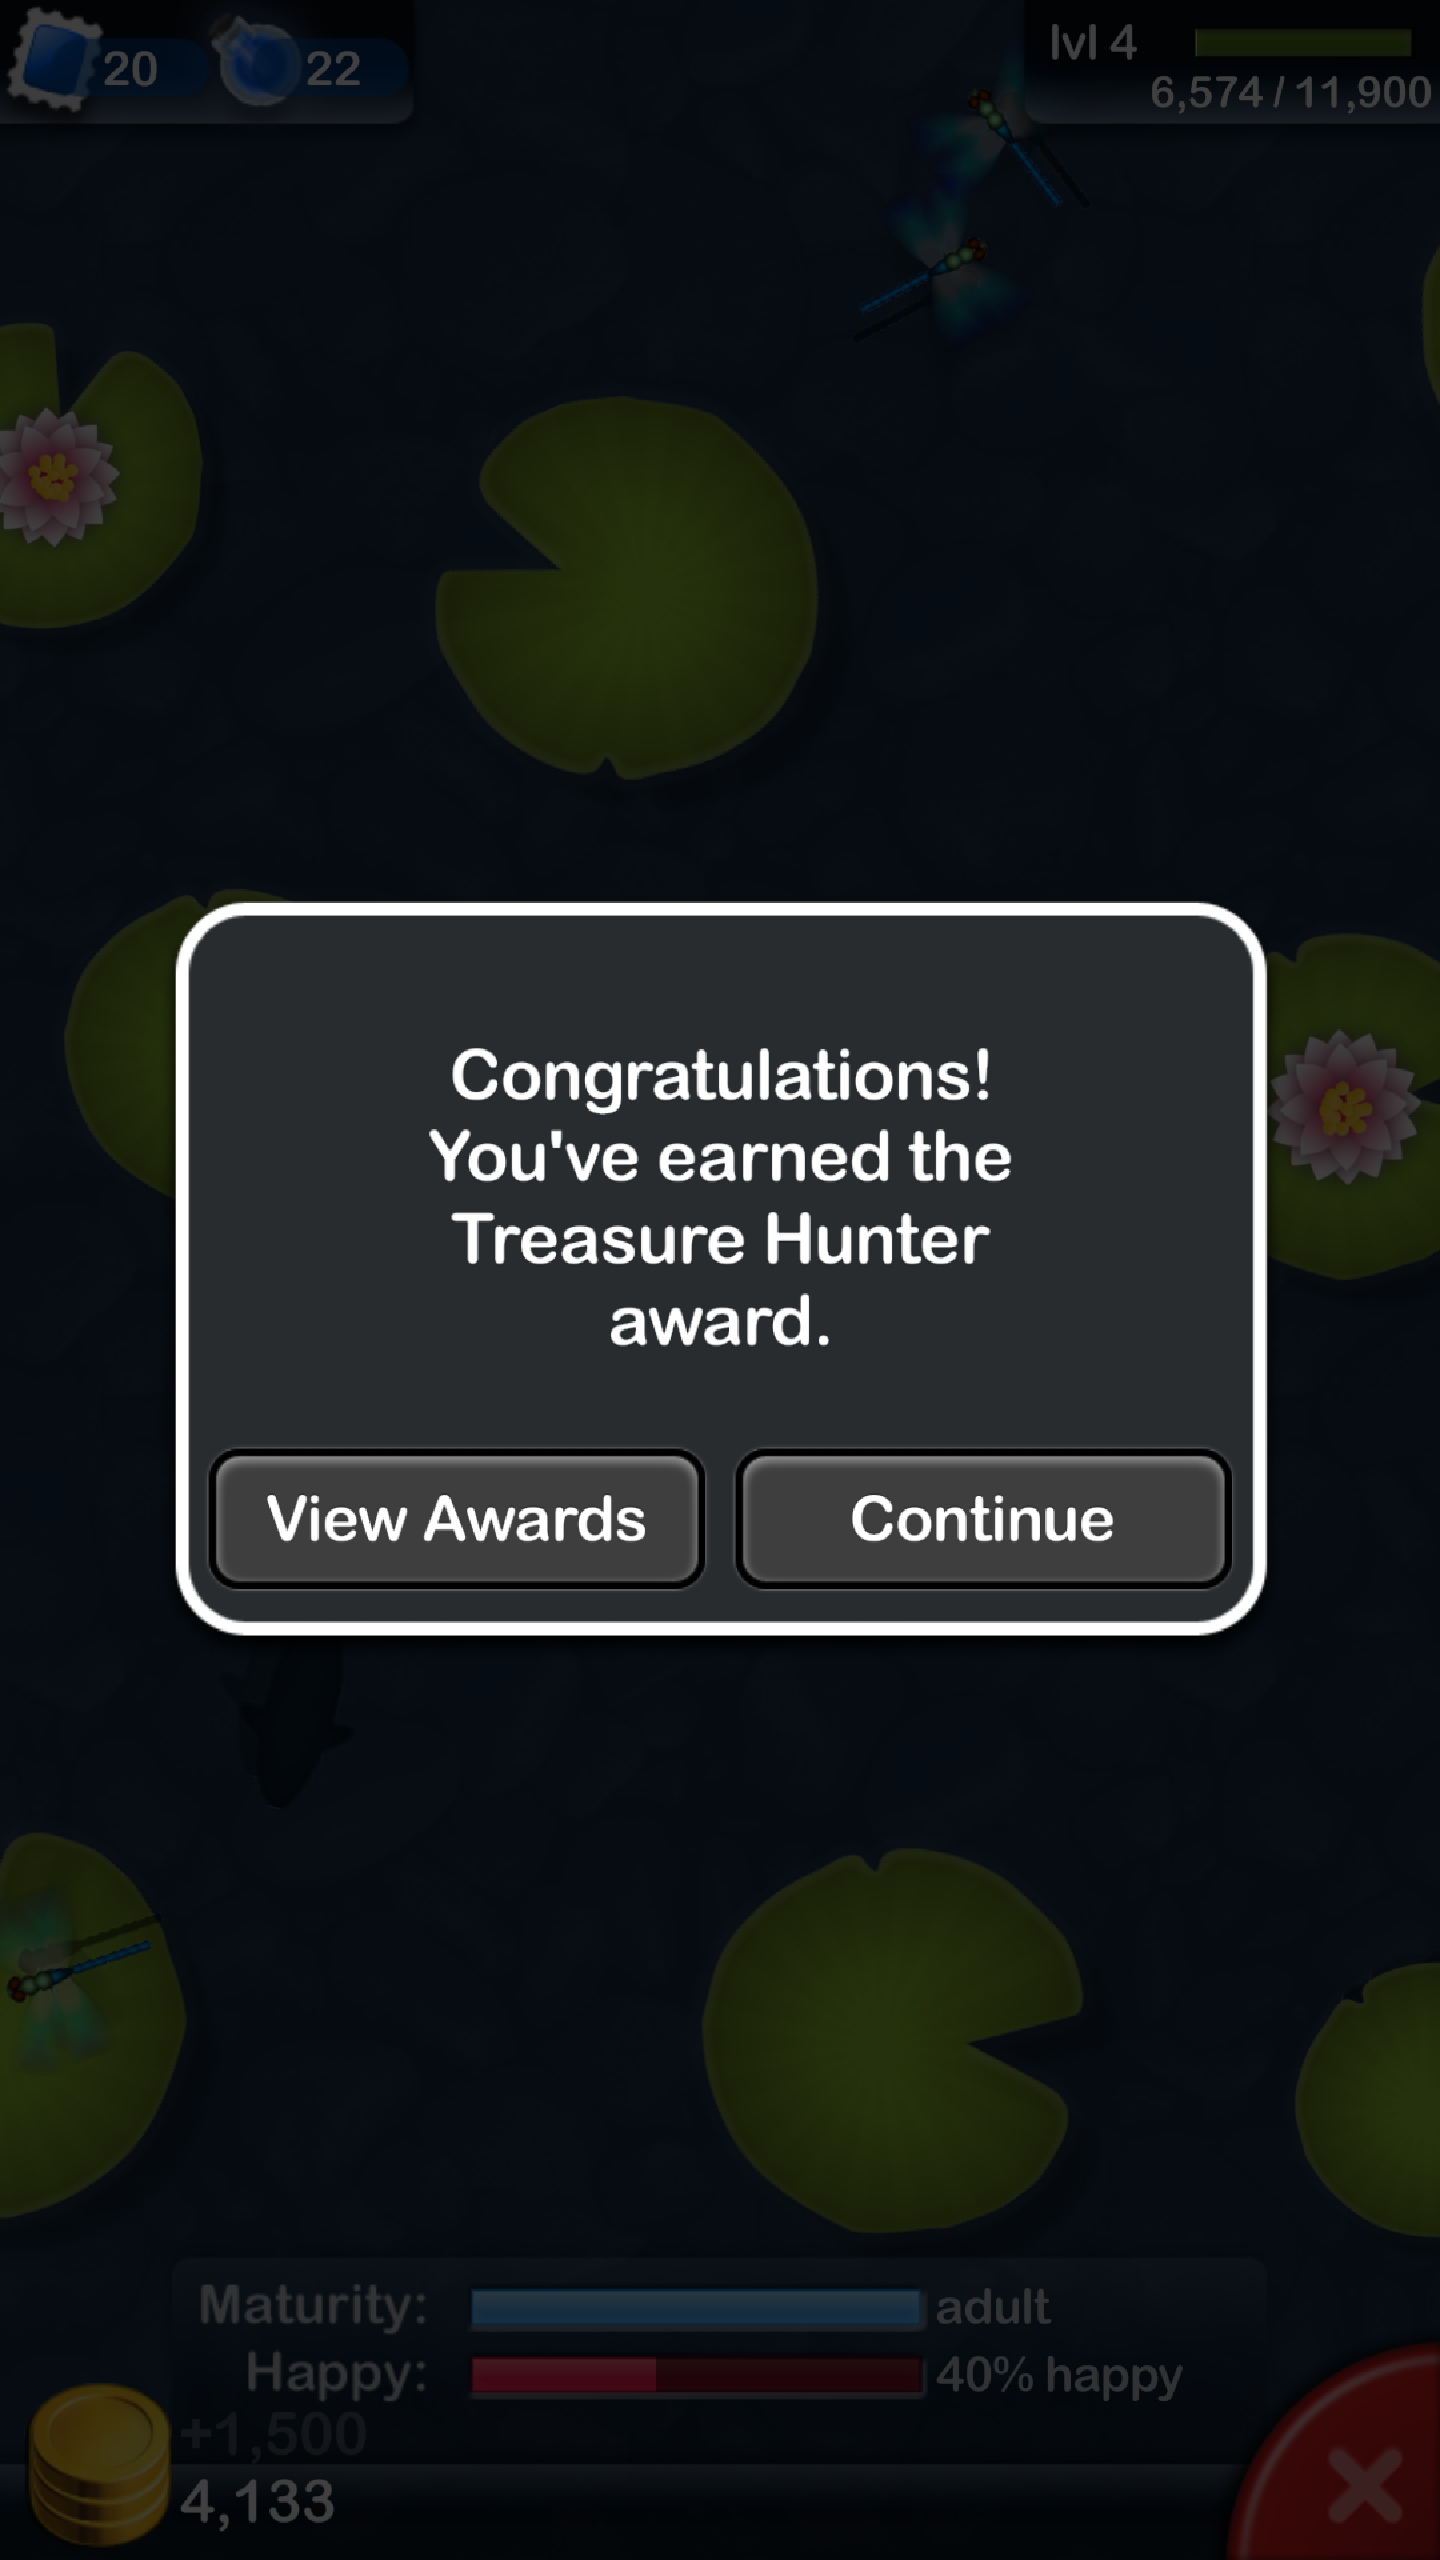 20
22
lvl 4
6,574 / 11,900
Congratulations!
You've earned the
Treasure Hunter
award.
View Awards
Continue
Maturity:
adult
Happy:
40% happy
+1,500
4,133